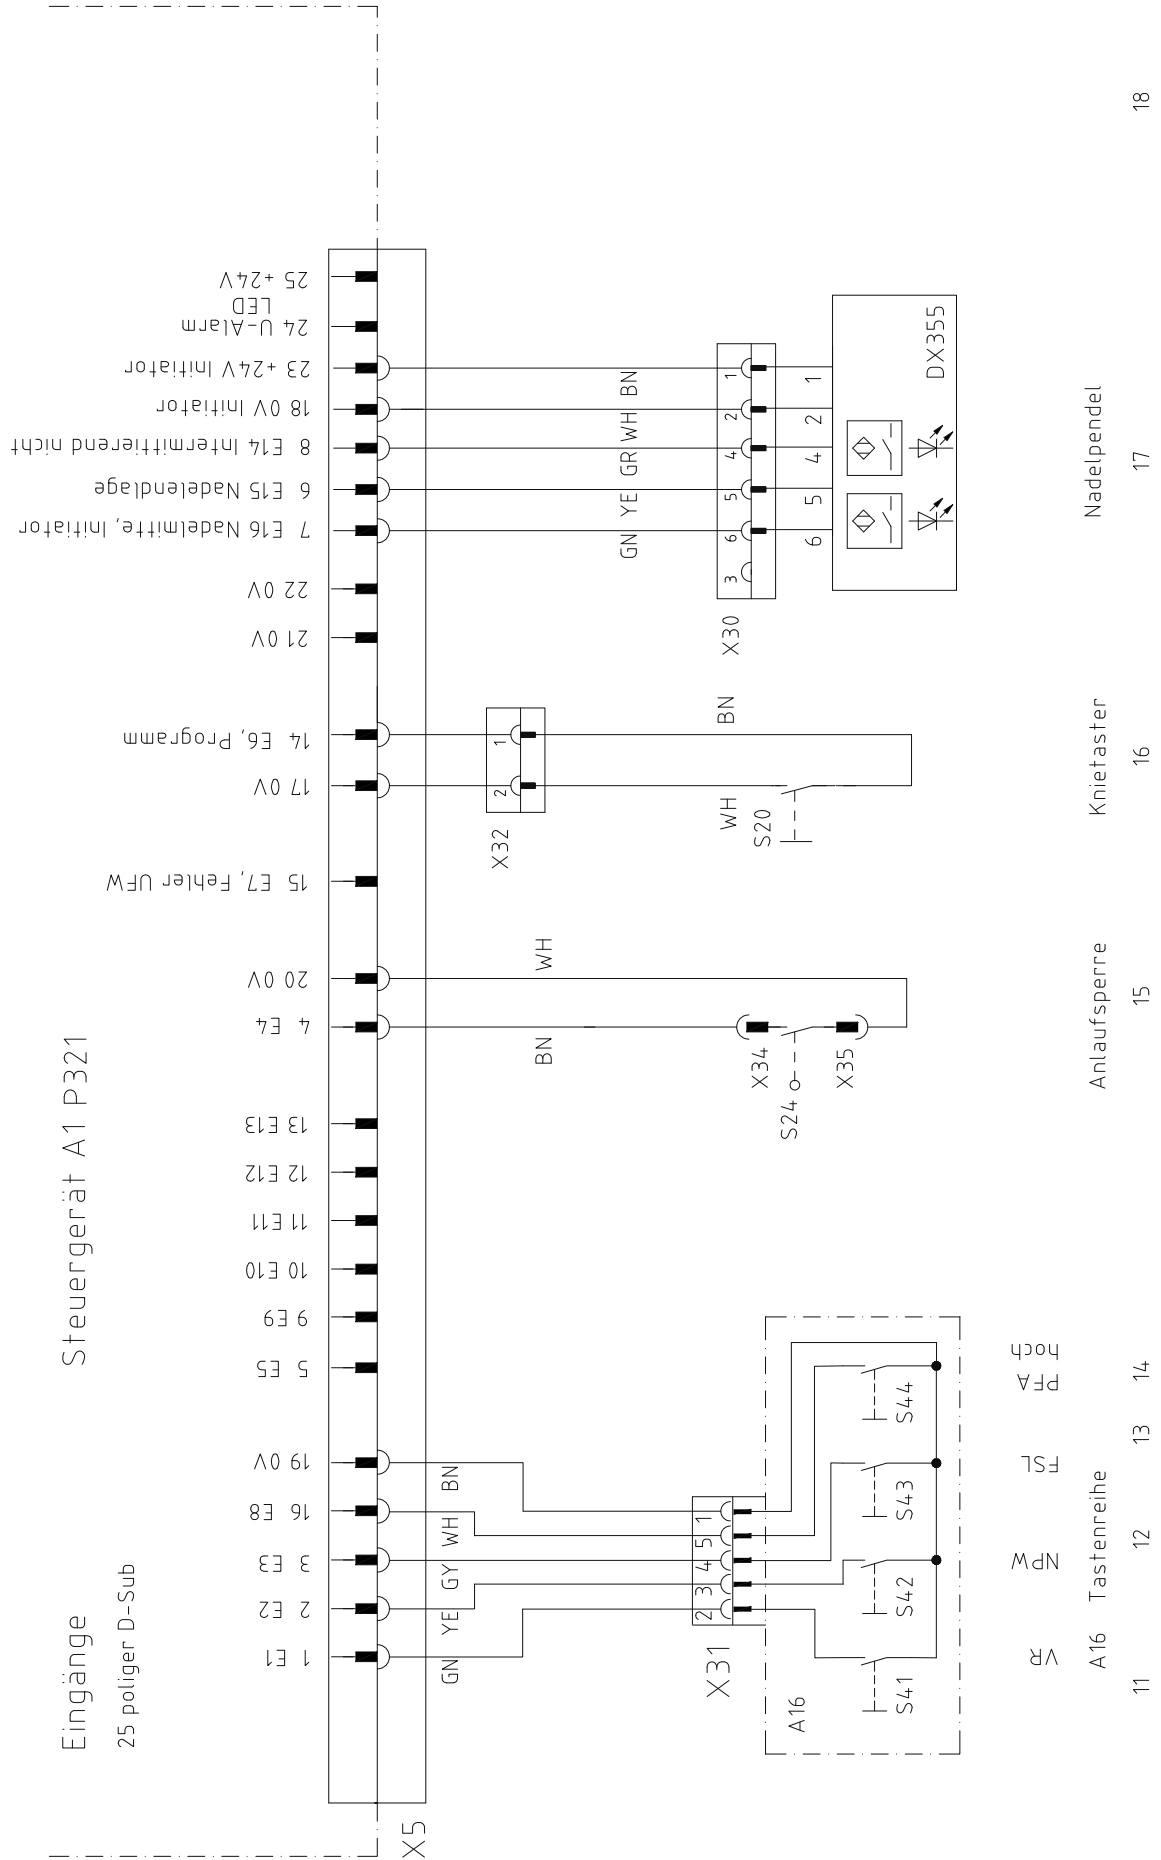 Eingänge
25 poliger D-Sub
Steuergerät A1 P321
1 E1
2 E2
3 E3
16 E8
19 0V
5 E5
9 E9
10 E10
11 E11
12 E12
13 E13
4 E4
20 0V
15 E7, Fehler UFW
17 0V
14 E6, Programm
21 0V
22 0V
7 E16 Nadelmitte, Initiator
6 E15 Nadelendlage
8 E14 Intermittierend nicht
18 0V Initiator
23 +24V Initiator
24 U-Alarm
LED
25 +24V
X5
GN
YE
GY
WH
BN
BN
WH
WH
BN
GN
YE
GR
WH
BN
X31
2
3
4
5
1
A16
S41
S42
S43
S44
X34
S24
X35
X32
2
1
S20
X30
3
6
5
4
2
1
6
5
4
2
1
DX355
VR
NPW
FSL
PFA
hoch
A16 Tastenreihe
Anlaufsperre
Knietaster
Nadelpendel
11
12
13
14
15
16
17
18